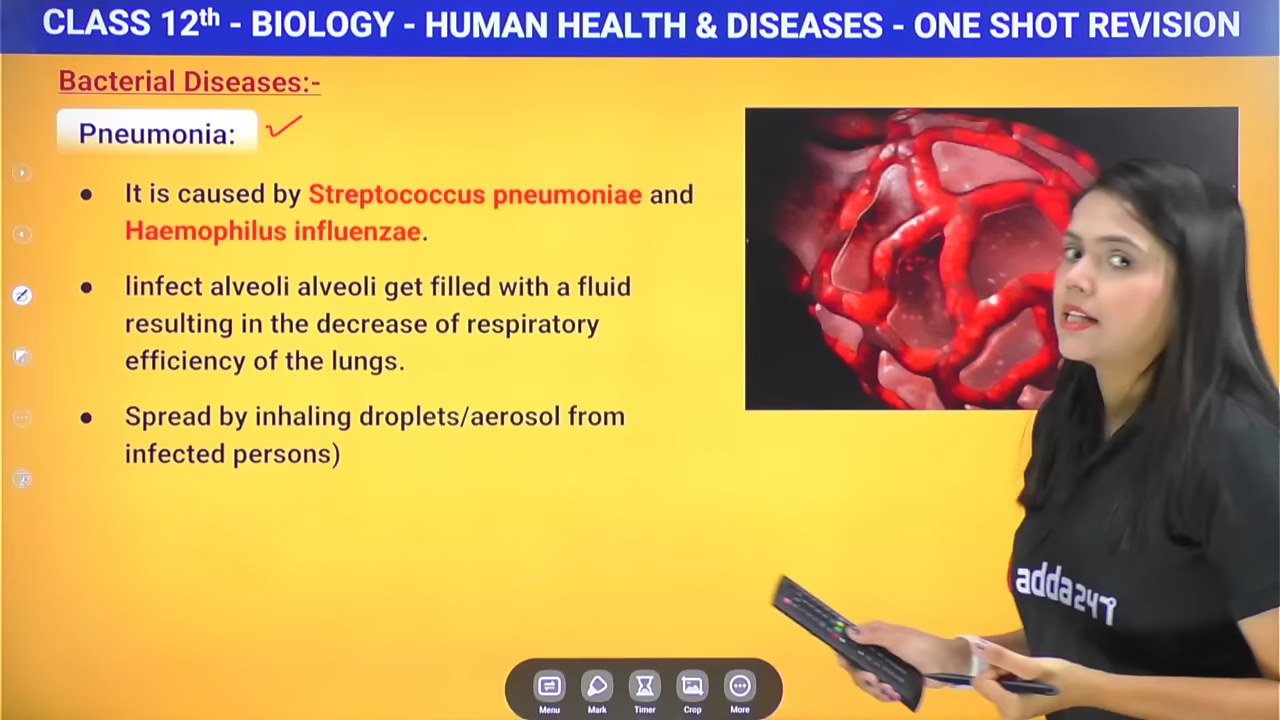 CLASS 12th - BIOLOGY - HUMAN HEALTH & DISEASES - ONE SHOT REVISION
Bacterial Diseases:-
Pneumonia:
● It is caused by Streptococcus pneumoniae and
Haemophilus influenzae.
● linfect alveoli alveoli get filled with a fluid
resulting in the decrease of respiratory
efficiency of the lungs.
● Spread by inhaling droplets/aerosol from
infected persons)
adda247
Menu Mark Timer Crop More